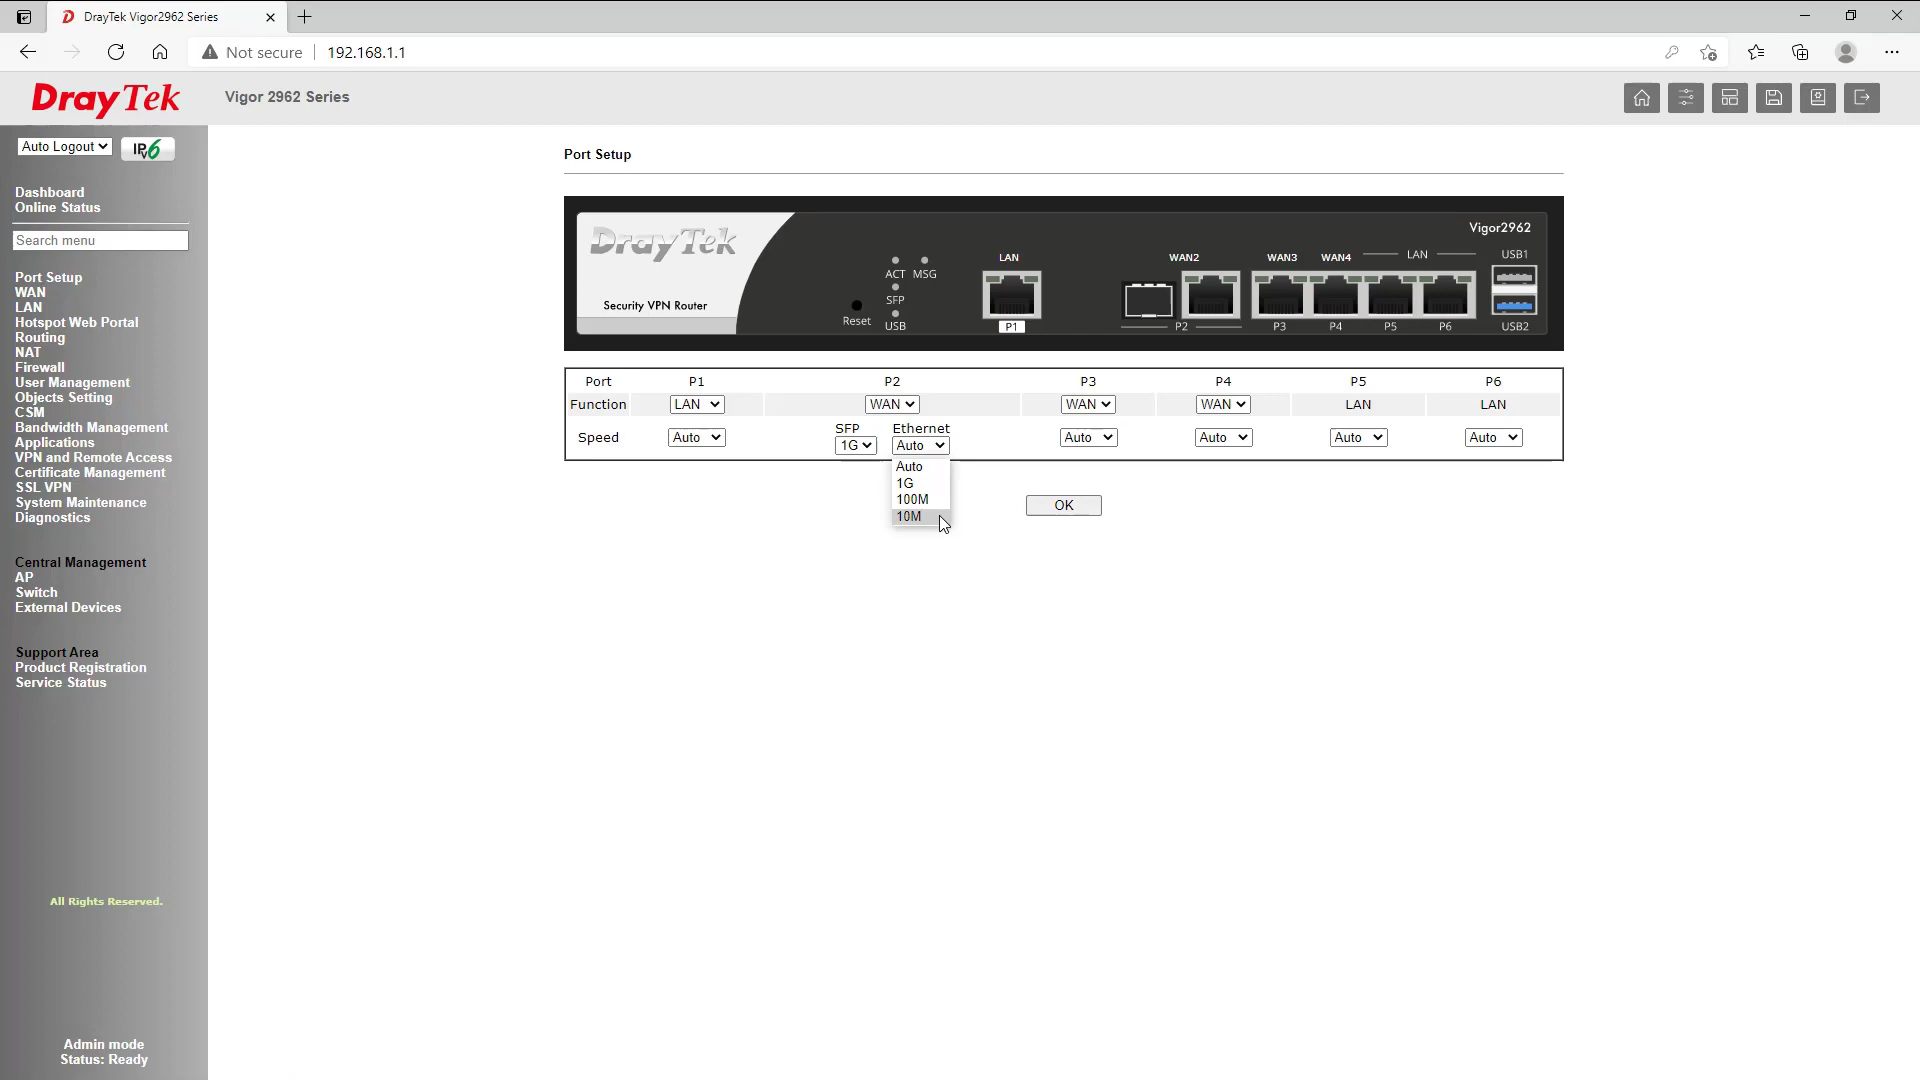 DrayTek Vigor2962 Series
Not secure 192.168.1.1
DrayTek Vigor 2962 Series
Auto Logout IPv6
Dashboard
Online Status
Search menu
Port Setup
WAN
LAN
Hotspot Web Portal
Routing
NAT
Firewall
User Management
Objects Setting
CSM
Bandwidth Management
Applications
VPN and Remote Access
Certificate Management
SSL VPN
System Maintenance
Diagnostics
Central Management
AP
Switch
External Devices
Support Area
Product Registration
Service Status
All Rights Reserved.
Admin mode
Status: Ready
Port Setup
DrayTek Vigor2962
LAN WAN2 WAN3 WAN4 LAN USB1
ACT MSG
SFP
Security VPN Router
Reset USB P1 P2 P3 P4 P5 P6 USB2
Port P1 P2 P3 P4 P5 P6
Function LAN WAN WAN WAN LAN LAN
SFP Ethernet
Speed Auto 1G Auto Auto Auto Auto Auto
Auto
1G
100M
10M
OK